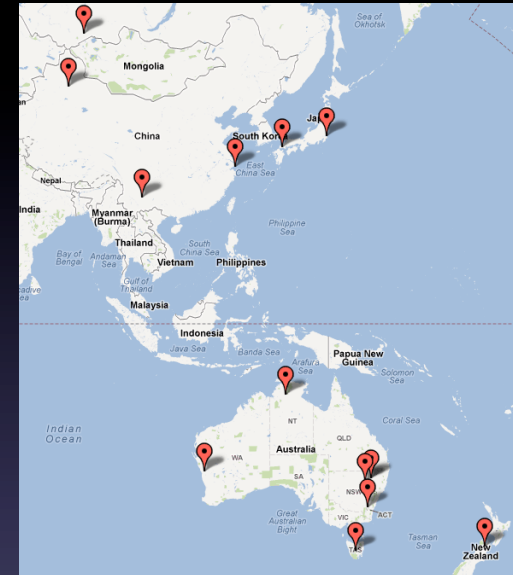 Sea of
Okhotsk
Mongolia
China
South Kor
East
China Sea
Nepal
India
Myanmar
(Burma)
Thailand
Vietnam
Bay of
Bengal
Andaman
Sea
South
China Sea
Philippine
Sea
Philippines
Gulf of
Thailand
Malaysia
Indonesia
Java Sea
Banda Sea
Arafura
Sea
Papua New
Guinea
Solomon
Sea
Coral Sea
Indian
Ocean
NT
QLD
Australia
WA
SA
NSW
ACT
VIC
Great
Australian
Bight
Tasman
Sea
New
Zealand